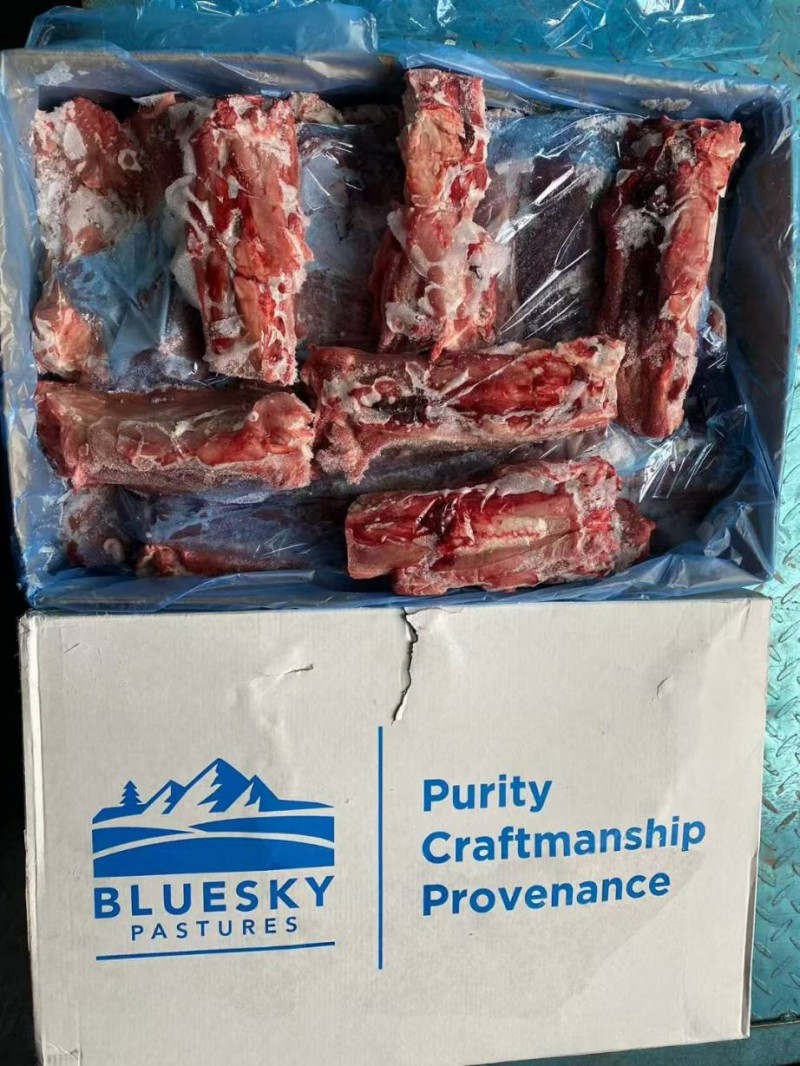 BLUESKY
PASTURES
Purity
Craftmanship
Provenance